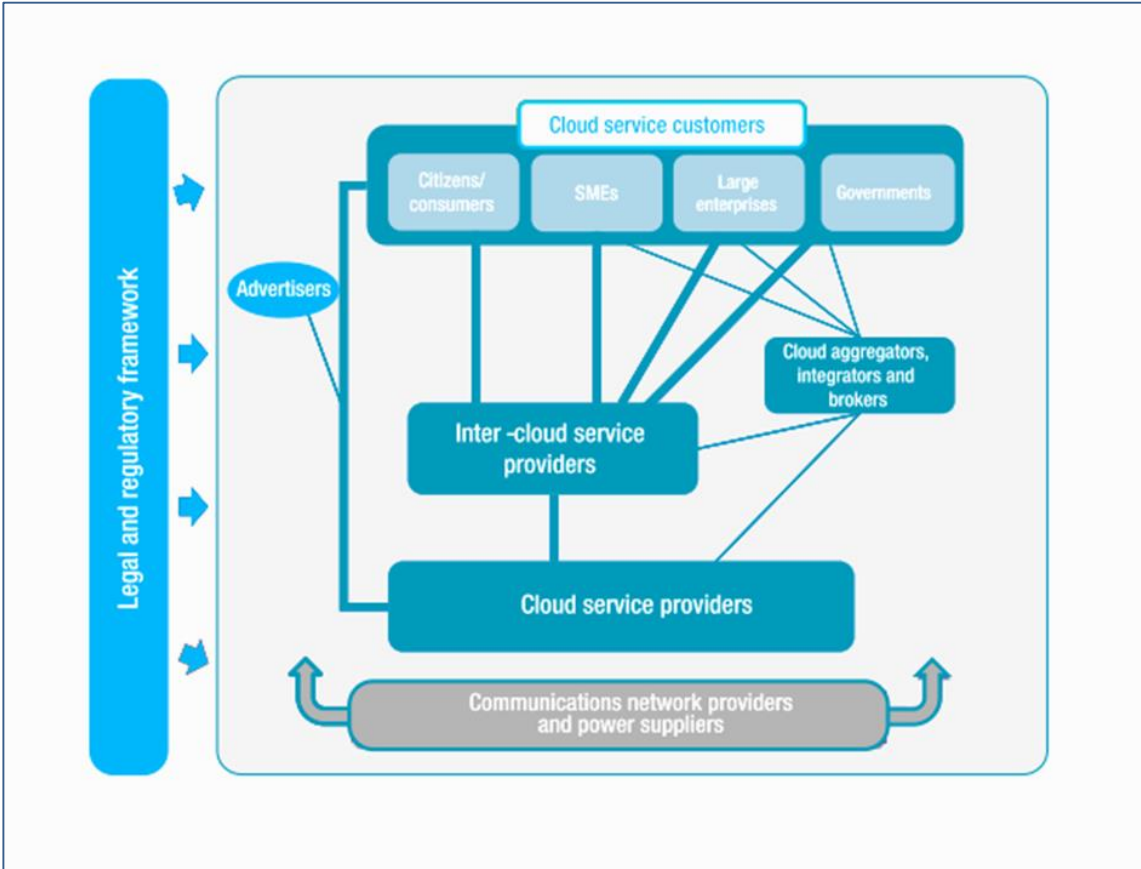 Legal and regulatory framework
Cloud service customers
Citizens/
consumers
SMEs
Large
enterprises
Governments
Advertisers
Cloud aggregators,
integrators and
brokers
Inter -cloud service
providers
Cloud service providers
Communications network providers
and power suppliers